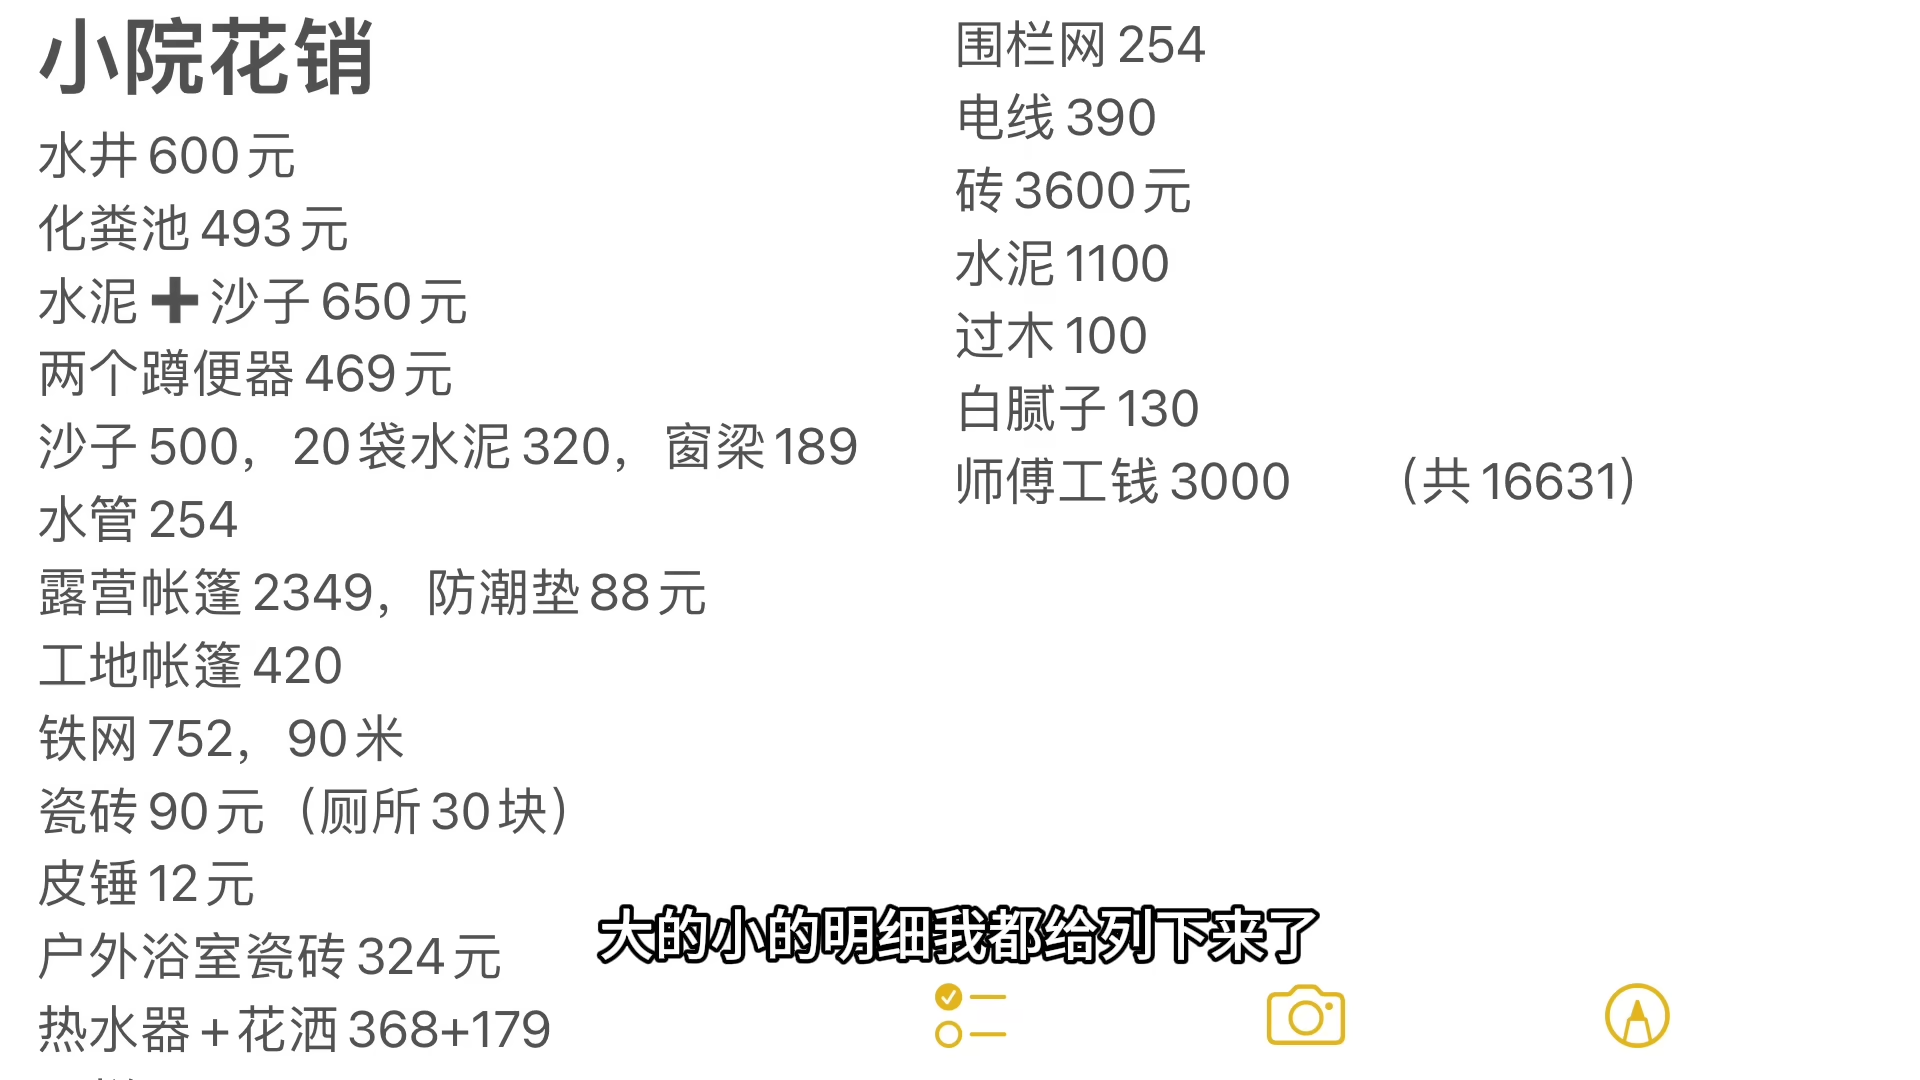 小院花销
水井600元
化粪池493元
水泥➕沙子650元
两个蹲便器469元
沙子500，20袋水泥320，窗梁189
水管254
露营帐篷2349，防潮垫88元
工地帐篷420
铁网752，90米
瓷砖90元（厕所30块）
皮锤12元
户外浴室瓷砖324元
热水器+花洒368+179
围栏网254
电线390
砖3600元
水泥1100
过木100
白腻子130
师傅工钱3000 （共16631）
大的小的明细我都给列下来了